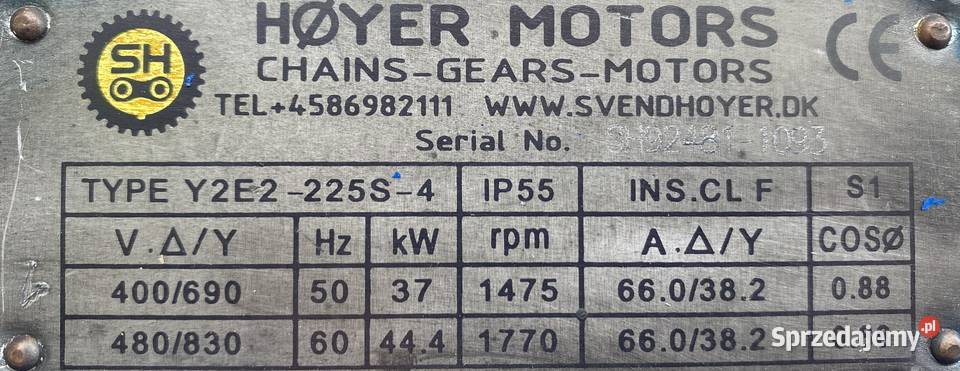 SH
HØYER MOTORS
CE
CHAINS-GEARS-MOTORS
TEL+4586982111 WWW.SVENDHOYER.DK
Serial No.
TYPE Y2E2-225S-4 IP55 INS.CL F S1
V.Δ/Y Hz kW rpm A.Δ/Y COSØ
400/690 50 37 1475 66.0/38.2 0.88
480/830 60 44.4 1770 66.0/38.2
Sprzedajemy.pl